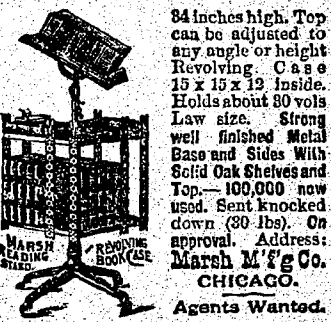 34 inches high. Top
can be adjusted to
any angle or height
Revolving Case
15 x 15 x 12 inside.
Holds about 30 vols
Law size. Strong
well finished Metal
Base and Sides With
Solid Oak Shelves and
Top.—100,000 now
used. Sent knocked
down (30 lbs). On
approval. Address:
Marsh M'f'g Co.
CHICAGO.
Agents Wanted.
MARSH
READING
STAND.
REVOLVING
BOOK CASE.